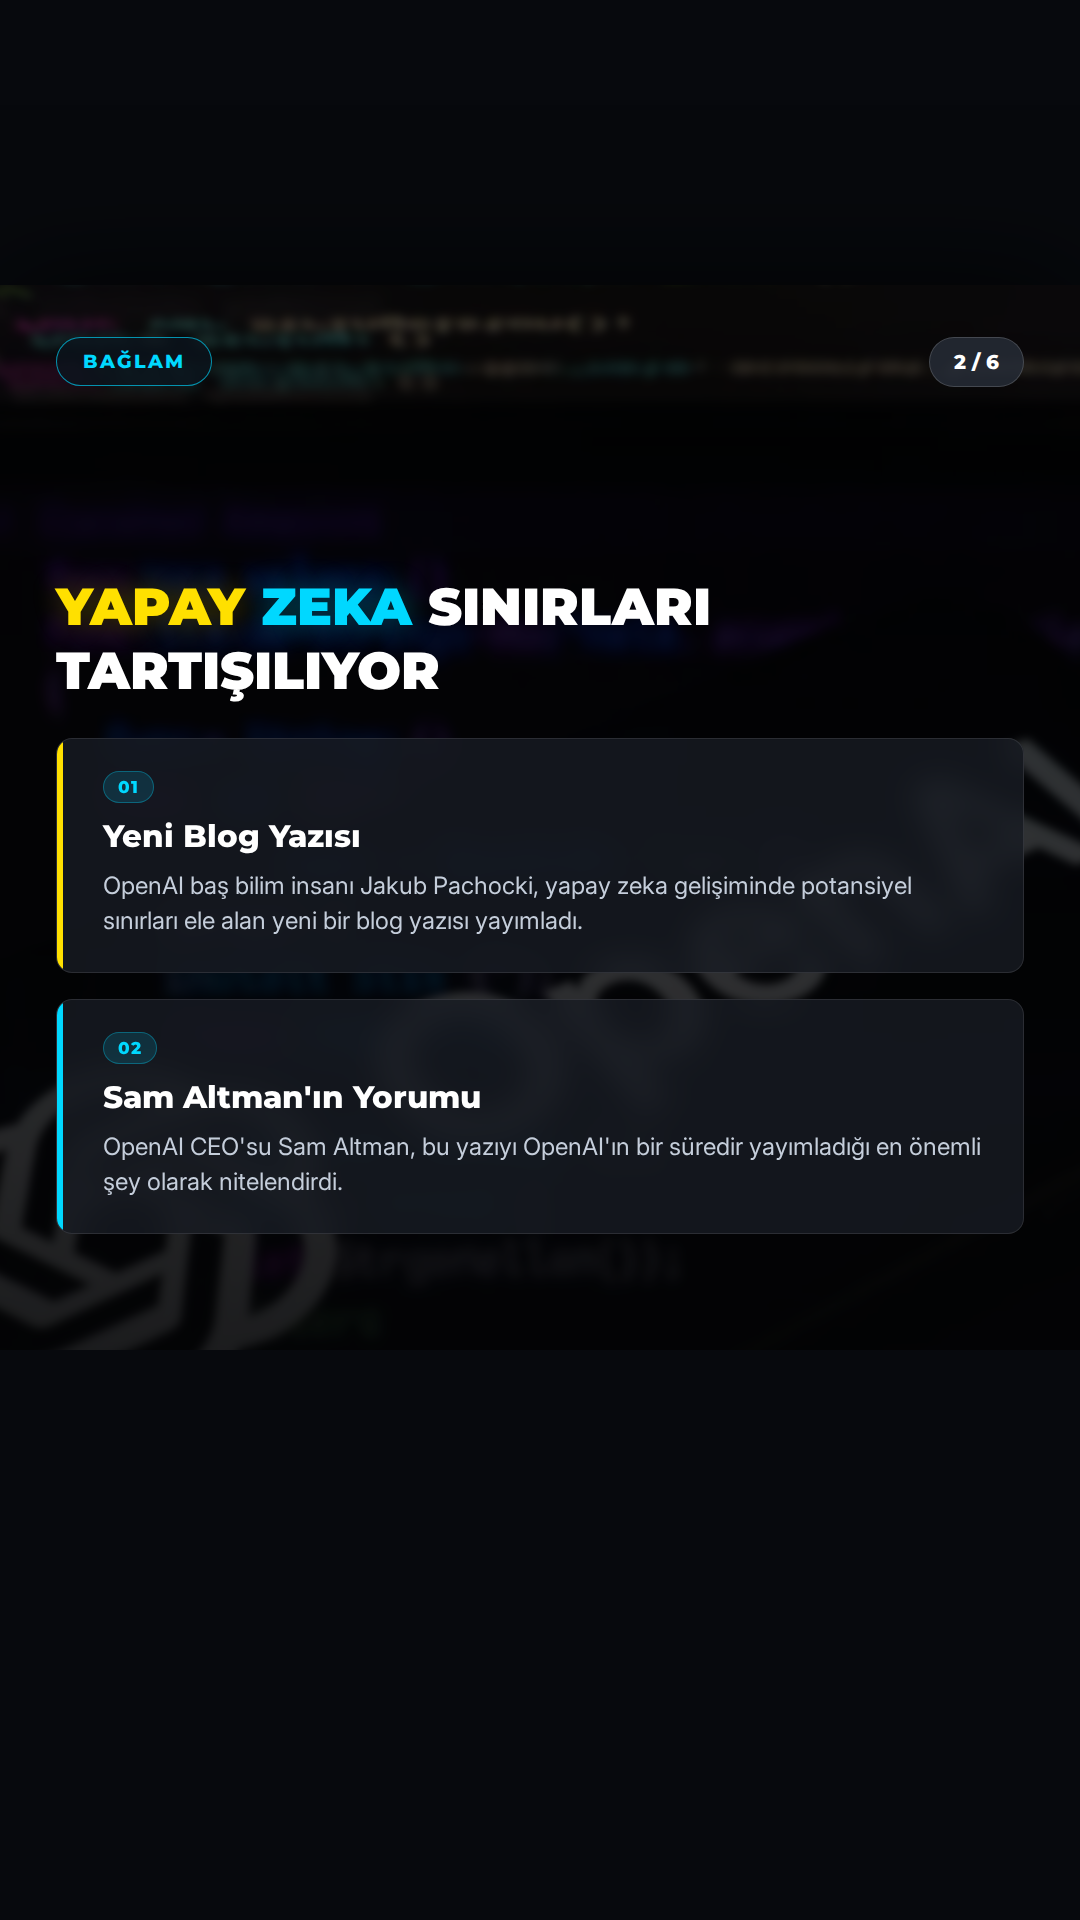 BAĞLAM
2 / 6
YAPAY ZEKA SINIRLARI
TARTIŞILIYOR
01
Yeni Blog Yazısı
OpenAI baş bilim insanı Jakub Pachocki, yapay zeka gelişiminde potansiyel
sınırları ele alan yeni bir blog yazısı yayımladı.
02
Sam Altman'ın Yorumu
OpenAI CEO'su Sam Altman, bu yazıyı OpenAI'ın bir süredir yayımladığı en önemli
şey olarak nitelendirdi.
OpenAI